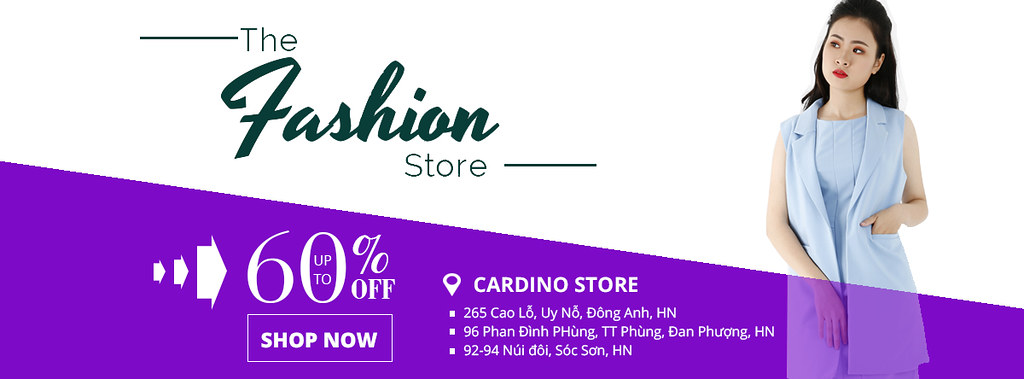 The
Fashion
Store
60% UP TO OFF
SHOP NOW
CARDINO STORE
265 Cao Lỗ, Uy Nỗ, Đông Anh, HN
96 Phan Đình PHùng, TT Phùng, Đan Phượng, HN
92-94 Núi đôi, Sóc Sơn, HN